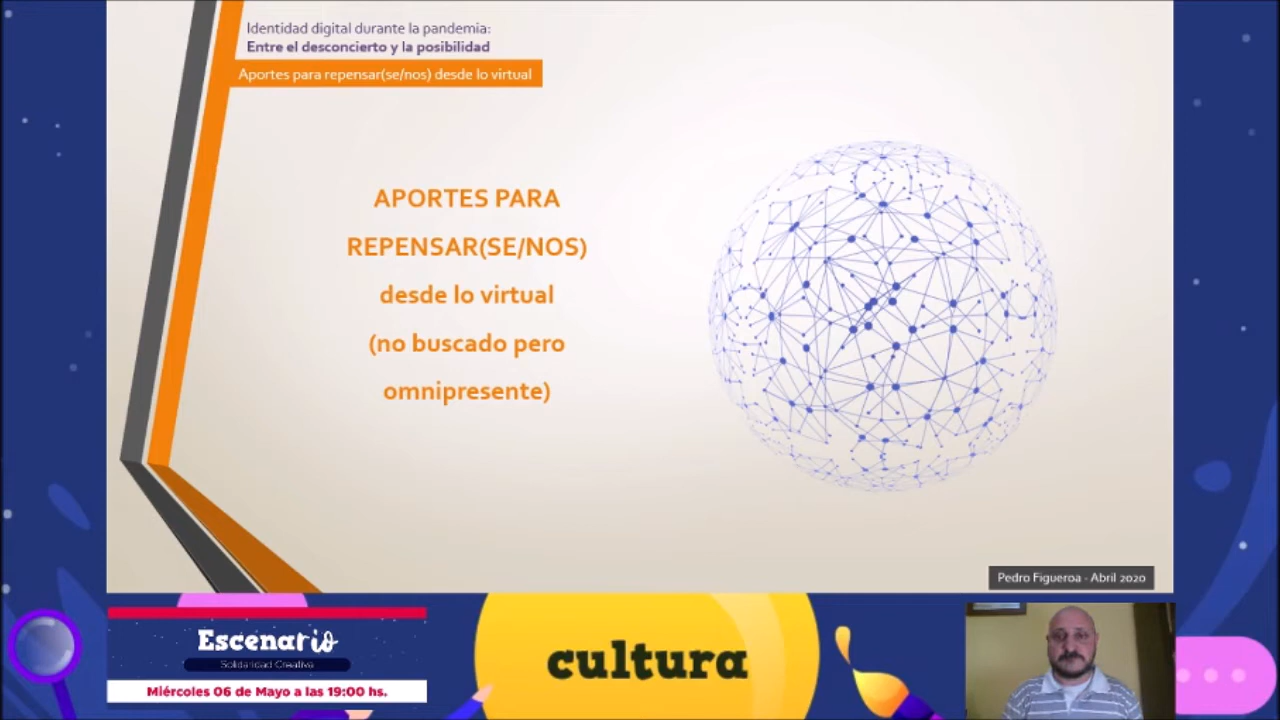 Identidad digital durante la pandemia:
Entre el desconcierto y la posibilidad
Aportes para repensar(se/nos) desde lo virtual
APORTES PARA
REPENSAR(SE/NOS)
desde lo virtual
(no buscado pero
omnipresente)
Pedro Figueroa - Abril 2020
Escenario
Solidaridad Creativa
Miércoles 06 de Mayo a las 19:00 hs.
cultura